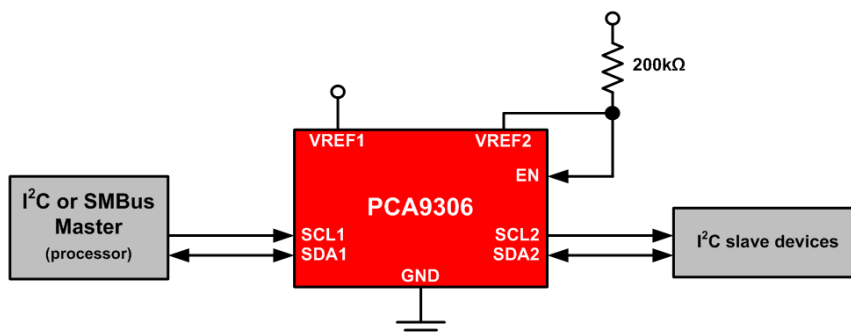 200kΩ
VREF1
VREF2
EN
I²C or SMBus
Master
(processor)
PCA9306
SCL1
SDA1
SCL2
SDA2
I²C slave devices
GND